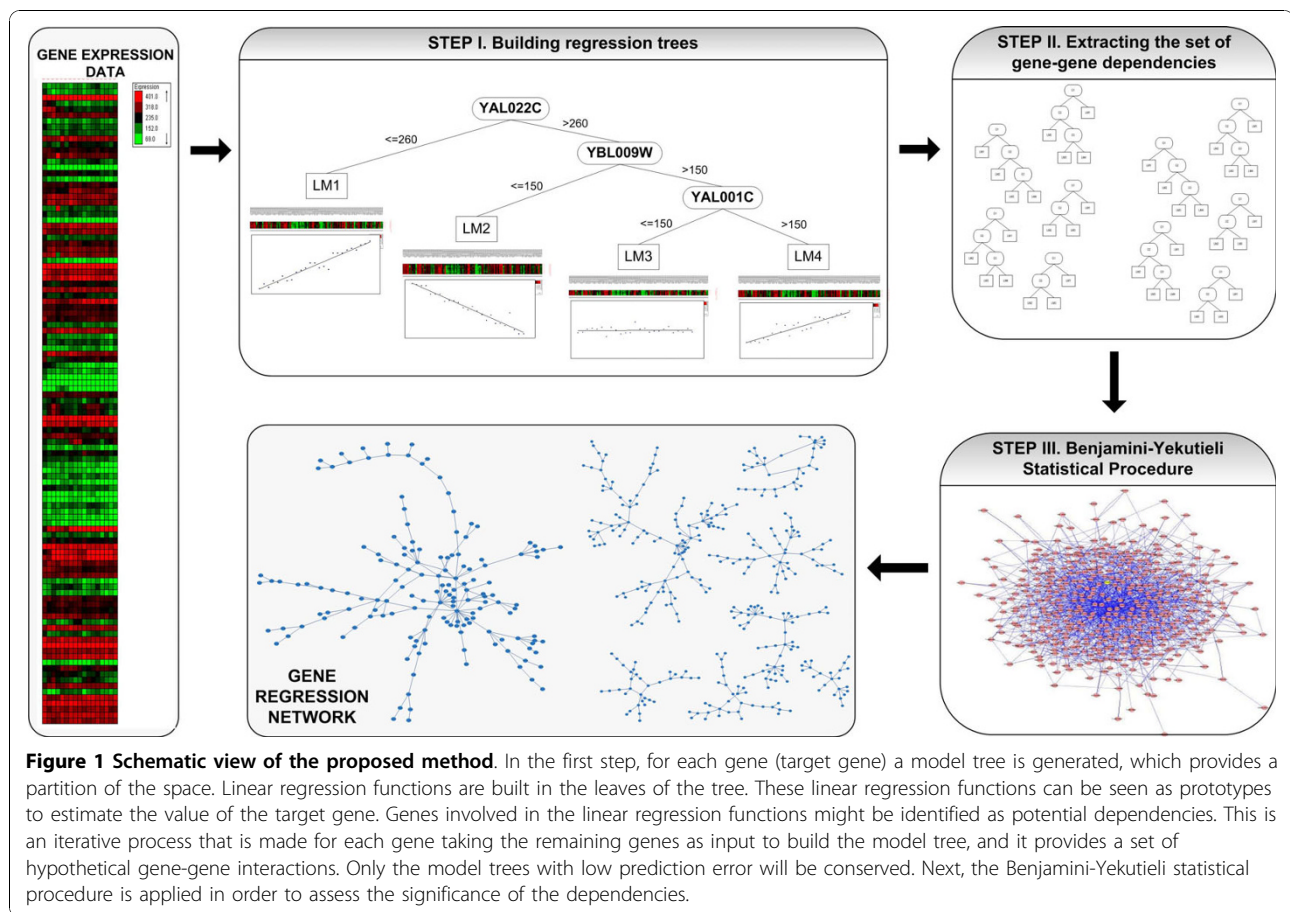 GENE EXPRESSION
DATA
Expression
401.0
318.0
235.0
152.0
69.0
STEP I. Building regression trees
YAL022C
<=260
>260
YBL009W
LM1
<=150
>150
YAL001C
LM2
<=150
>150
LM3
LM4
STEP II. Extracting the set of
gene-gene dependencies
STEP III. Benjamini-Yekutieli
Statistical Procedure
GENE
REGRESSION
NETWORK
Figure 1 Schematic view of the proposed method. In the first step, for each gene (target gene) a model tree is generated, which provides a
partition of the space. Linear regression functions are built in the leaves of the tree. These linear regression functions can be seen as prototypes
to estimate the value of the target gene. Genes involved in the linear regression functions might be identified as potential dependencies. This is
an iterative process that is made for each gene taking the remaining genes as input to build the model tree, and it provides a set of
hypothetical gene-gene interactions. Only the model trees with low prediction error will be conserved. Next, the Benjamini-Yekutieli statistical
procedure is applied in order to assess the significance of the dependencies.